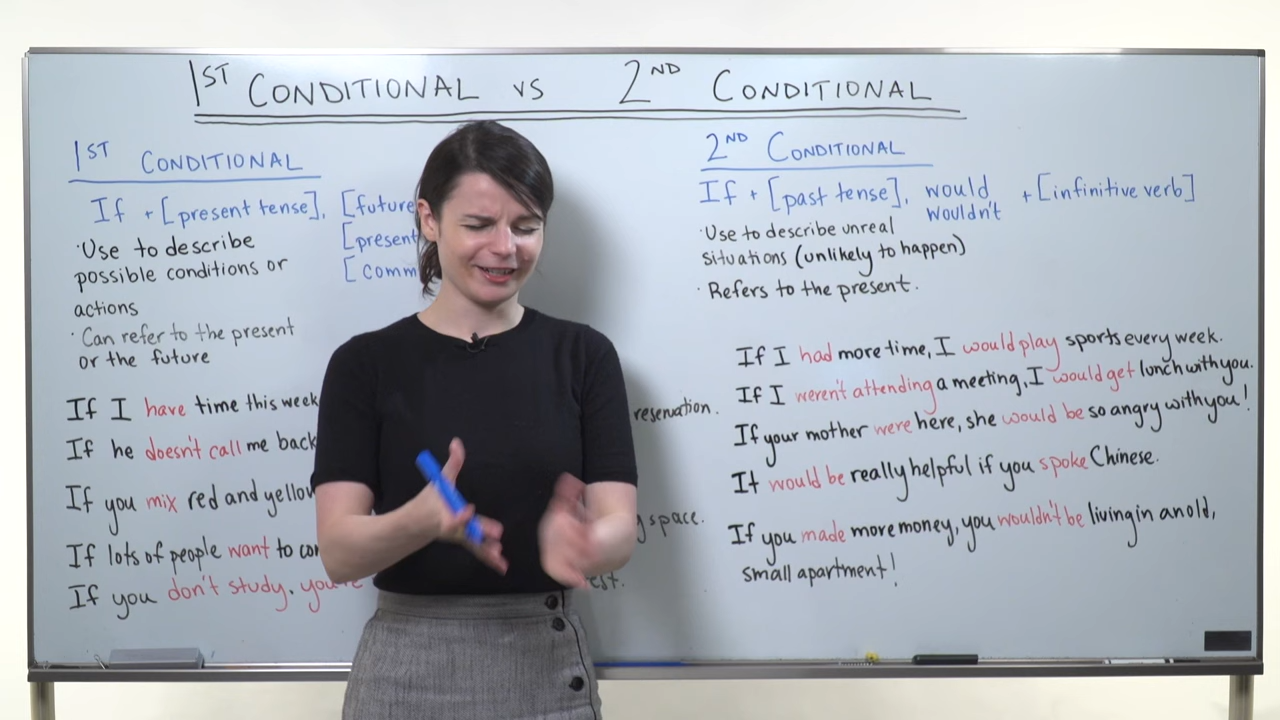 1ST CONDITIONAL VS 2ND CONDITIONAL
1ST CONDITIONAL
If + [present tense], [future
[present
[comm
·Use to describe
possible conditions or
actions
·Can refer to the present
or the future
If I have time this week
reservation.
If he doesn't call me back
If you mix red and yellow
If lots of people want to
space.
If you don't study, you're
2ND CONDITIONAL
If + [past tense], would + [infinitive verb]
wouldn't
·Use to describe unreal
situations (unlikely to happen)
·Refers to the present.
If I had more time, I would play sports every week.
If I weren't attending a meeting, I would get lunch with you.
If your mother were here, she would be so angry with you!
It would be really helpful if you spoke Chinese.
If you made more money, you wouldn't be living in an old,
small apartment!